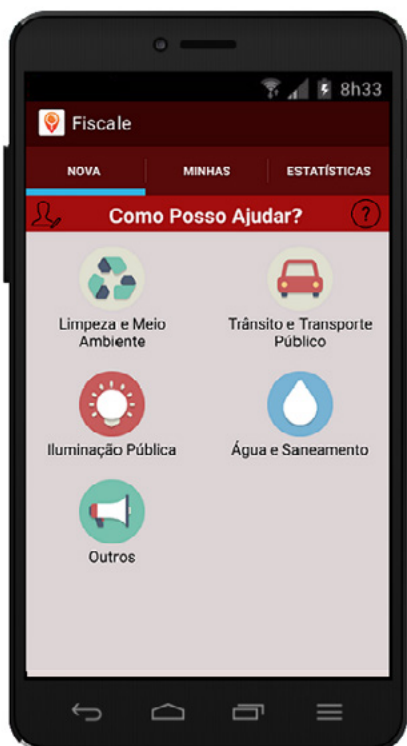 8h33
Fiscale
NOVA MINHAS ESTATÍSTICAS
Como Posso Ajudar? ?
Limpeza e Meio Ambiente
Trânsito e Transporte Público
Iluminação Pública
Água e Saneamento
Outros